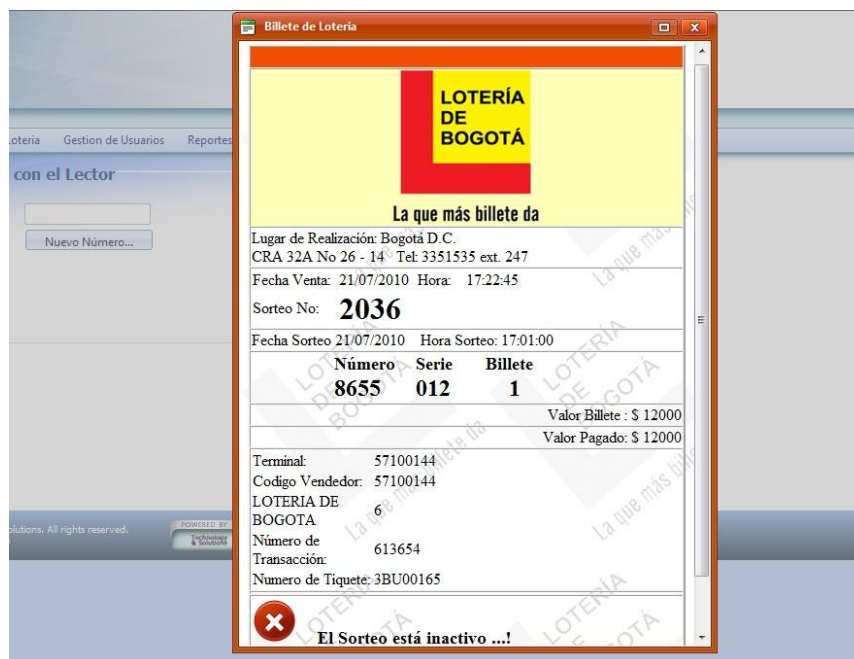 Billete de Loteria
LOTERÍA
DE
BOGOTÁ
La que más billete da
oteria Gestion de Usuarios Reportes
con el Lector
Nuevo Número...
Lugar de Realización: Bogotá D.C.
CRA 32A No 26 - 14 Tel: 3351535 ext. 247
Fecha Venta: 21/07/2010 Hora: 17:22:45
Sorteo No: 2036
Fecha Sorteo 21/07/2010 Hora Sorteo: 17:01:00
Número Serie Billete
8655 012 1
Valor Billete : $ 12000
Valor Pagado: $ 12000
Terminal: 57100144
Codigo Vendedor: 57100144
LOTERIA DE
BOGOTA 6
Número de
Transacción: 613654
Numero de Tiquete: 3BU00165
El Sorteo está inactivo ...!
olutions. All rights reserved.
POWERED BY
Technology
& Solutions